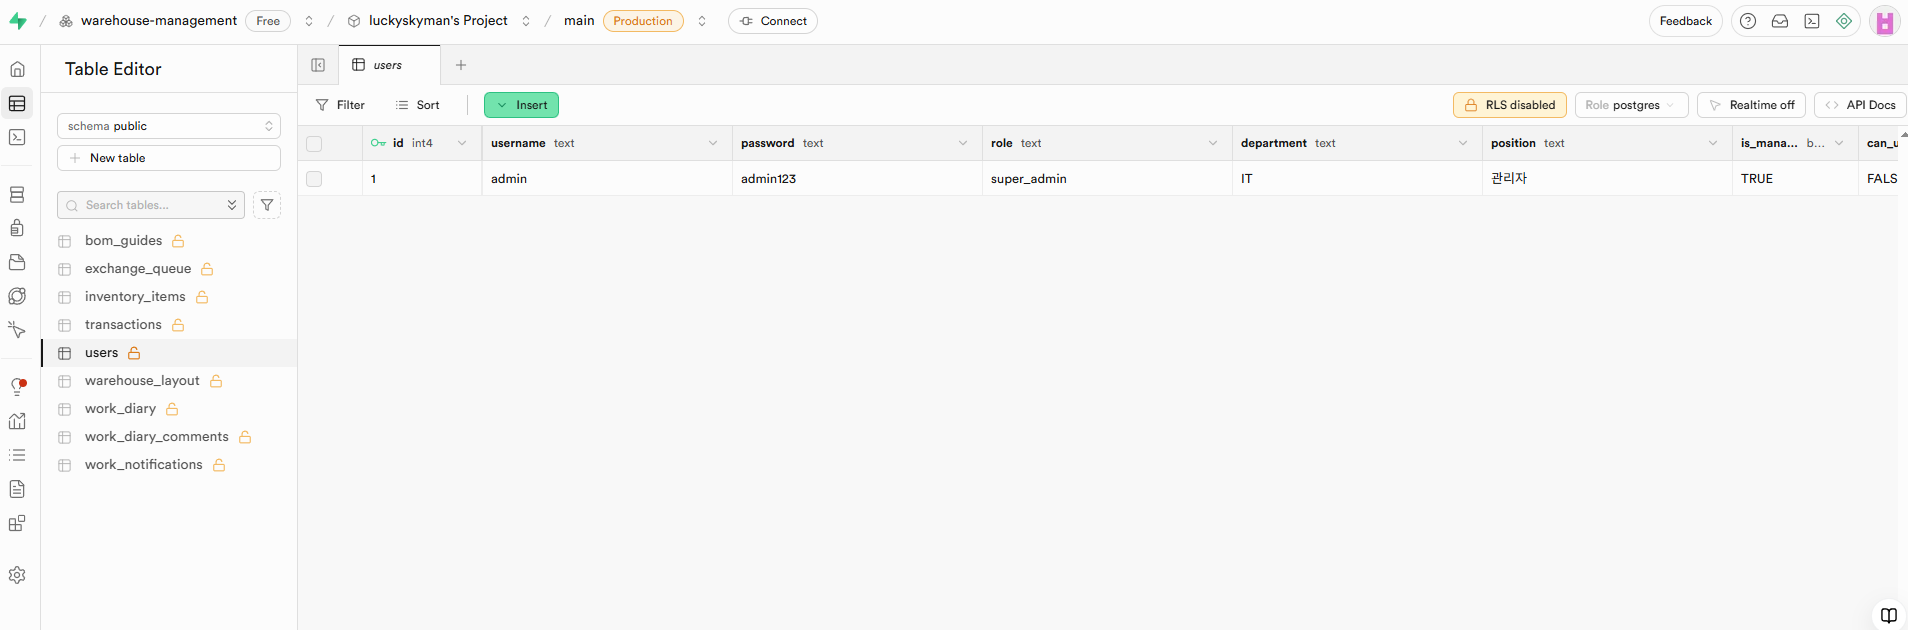 warehouse-management Free / luckyskyman's Project / main Production Connect Feedback
Table Editor
users
Filter Sort Insert RLS disabled Role postgres Realtime off API Docs
schema public
New table
Search tables...
bom_guides
exchange_queue
inventory_items
transactions
users
warehouse_layout
work_diary
work_diary_comments
work_notifications
id int4 username text password text role text department text position text is_mana... b... can_u
1 admin admin123 super_admin IT 관리자 TRUE FALS